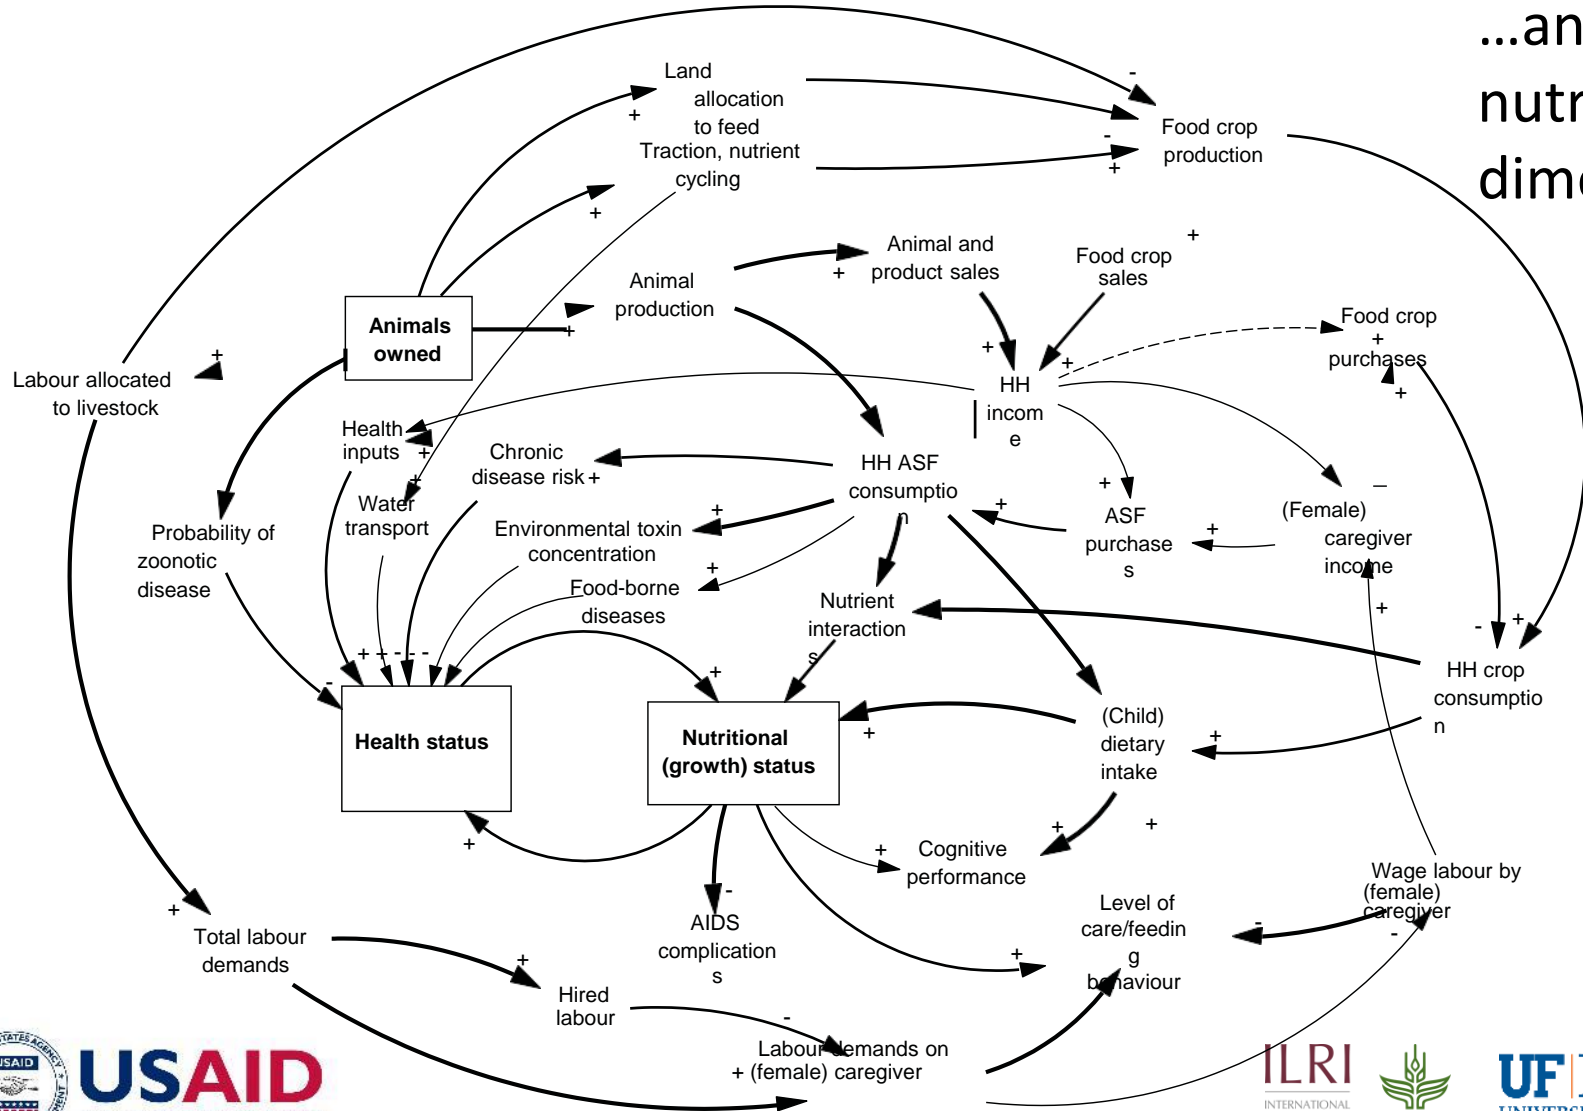 …an
nutr
dim
Land
allocation
to feed
Traction, nutrient
cycling
Food crop
production
Animal and
product sales
Food crop
sales
Animal
production
Animals
owned
Food crop
purchases
Labour allocated
to livestock
HH
incom
e
Health
inputs
Chronic
disease risk
HH ASF
consumptio
n
Water
transport
Environmental toxin
concentration
ASF
purchase
s
(Female)
caregiver
income
Probability of
zoonotic
disease
Food-borne
diseases
Nutrient
interaction
s
HH crop
consumptio
n
Health status
Nutritional
(growth) status
(Child)
dietary
intake
Cognitive
performance
Wage labour by
(female)
caregiver
Level of
care/feedin
g
behaviour
AIDS
complication
s
Total labour
demands
Hired
labour
Labour demands on
+ (female) caregiver
USAID
USAID
ILRI
INTERNATIONAL
UF